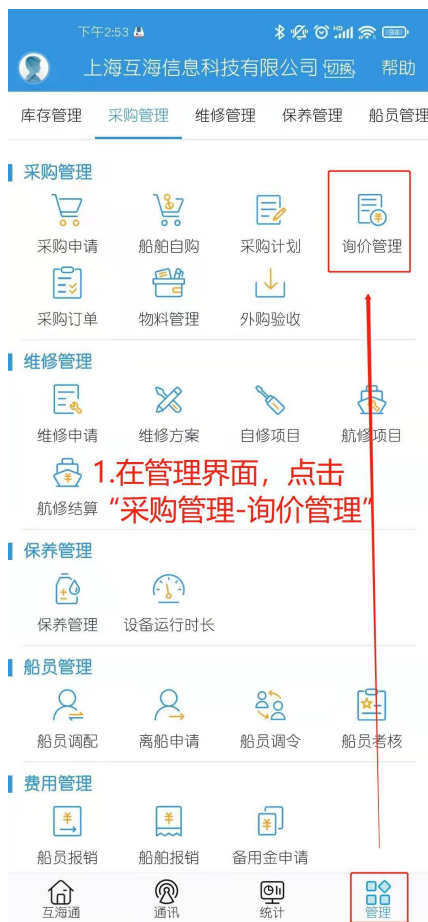 下午2:53
HD
94
上海互海信息科技有限公司 切换 帮助
库存管理 采购管理 维修管理 保养管理 船员管理
采购管理
采购申请 船舶自购 采购计划 询价管理
采购订单 物料管理 外购验收
维修管理
维修申请 维修方案 自修项目 航修项目
1.在管理界面，点击
航修结算 “采购管理-询价管理”
保养管理
保养管理 设备运行时长
船员管理
船员调配 离船申请 船员调令 船员考核
费用管理
船员报销 船舶报销 备用金申请
互海通 通讯 统计 管理